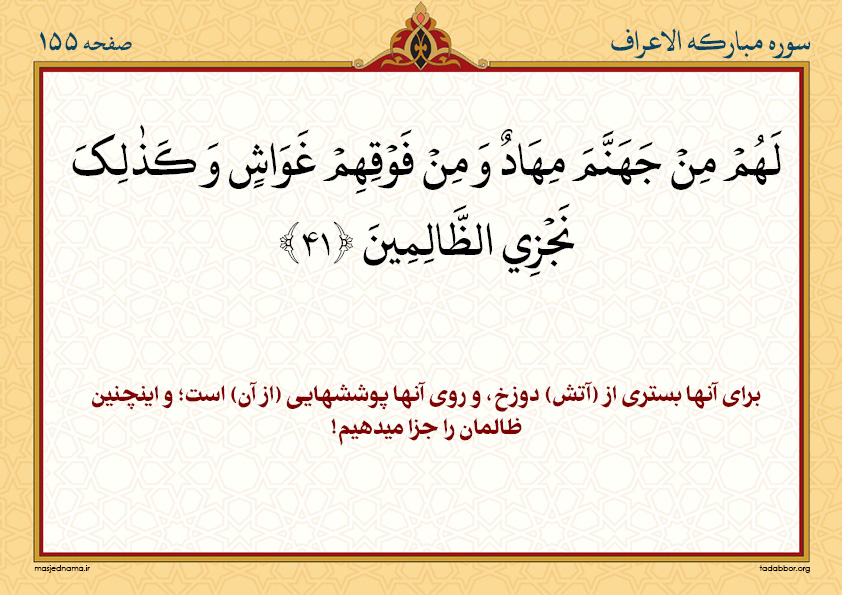 سوره مبارکه الاعراف
صفحه ۱۵۵
لَهُمْ مِنْ جَهَنَّمَ مِهَادٌ وَ مِنْ فَوْقِهِمْ غَوَاشٍ وَ کَذٰلِکَ
نَجْزِي الظَّالِمِينَ ﴿۴۱﴾
برای آنها بستری از (آتش) دوزخ، و روی آنها پوششهایی (از آن) است؛ و اینچنین
ظالمان را جزا میدهیم!
masjednama.ir
tadabbor.org